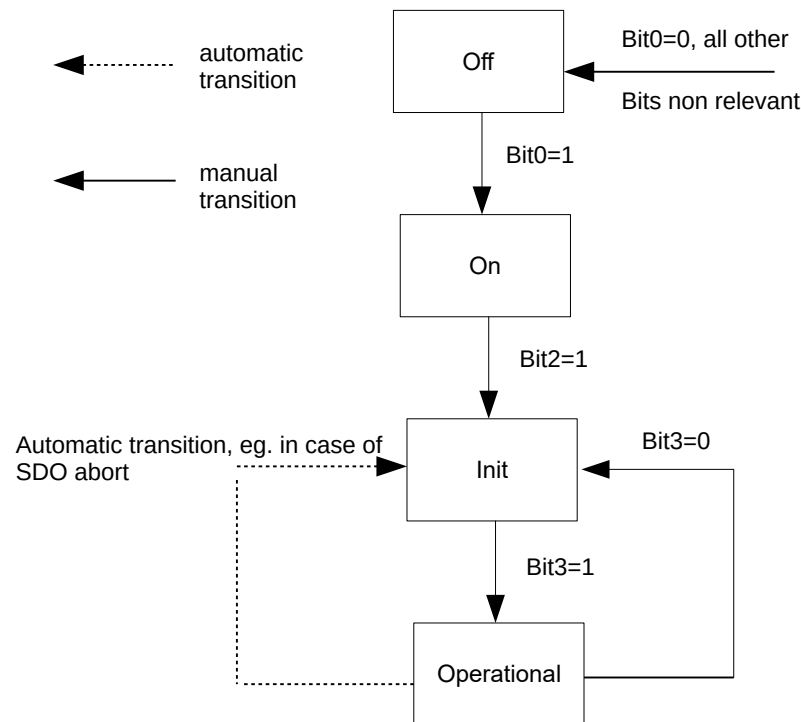 automatic
transition
manual
transition
Off
Bit0=0, all other
Bits non relevant
Bit0=1
On
Bit2=1
Automatic transition, eg. in case of
SDO abort
Init
Bit3=0
Bit3=1
Operational